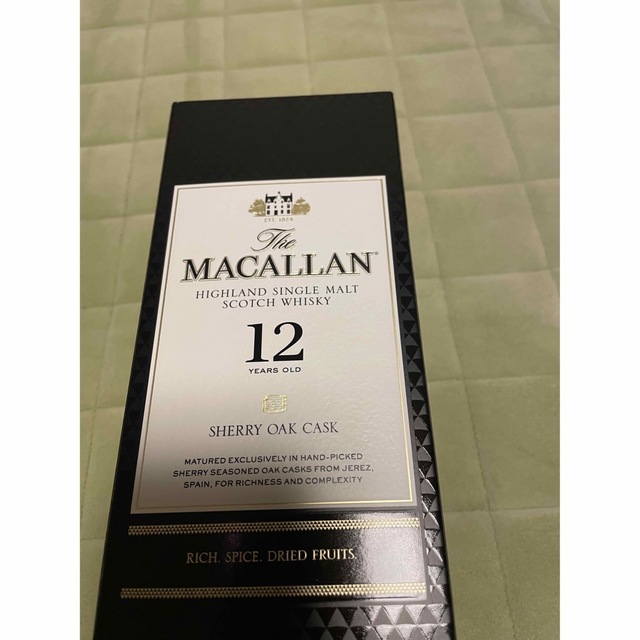 EST. 1824
The
MACALLAN
HIGHLAND SINGLE MALT
SCOTCH WHISKY
12
YEARS OLD
SHERRY OAK CASK
MATURED EXCLUSIVELY IN HAND-PICKED
SHERRY SEASONED OAK CASKS FROM JEREZ,
SPAIN, FOR RICHNESS AND COMPLEXITY
RICH. SPICE. DRIED FRUITS.